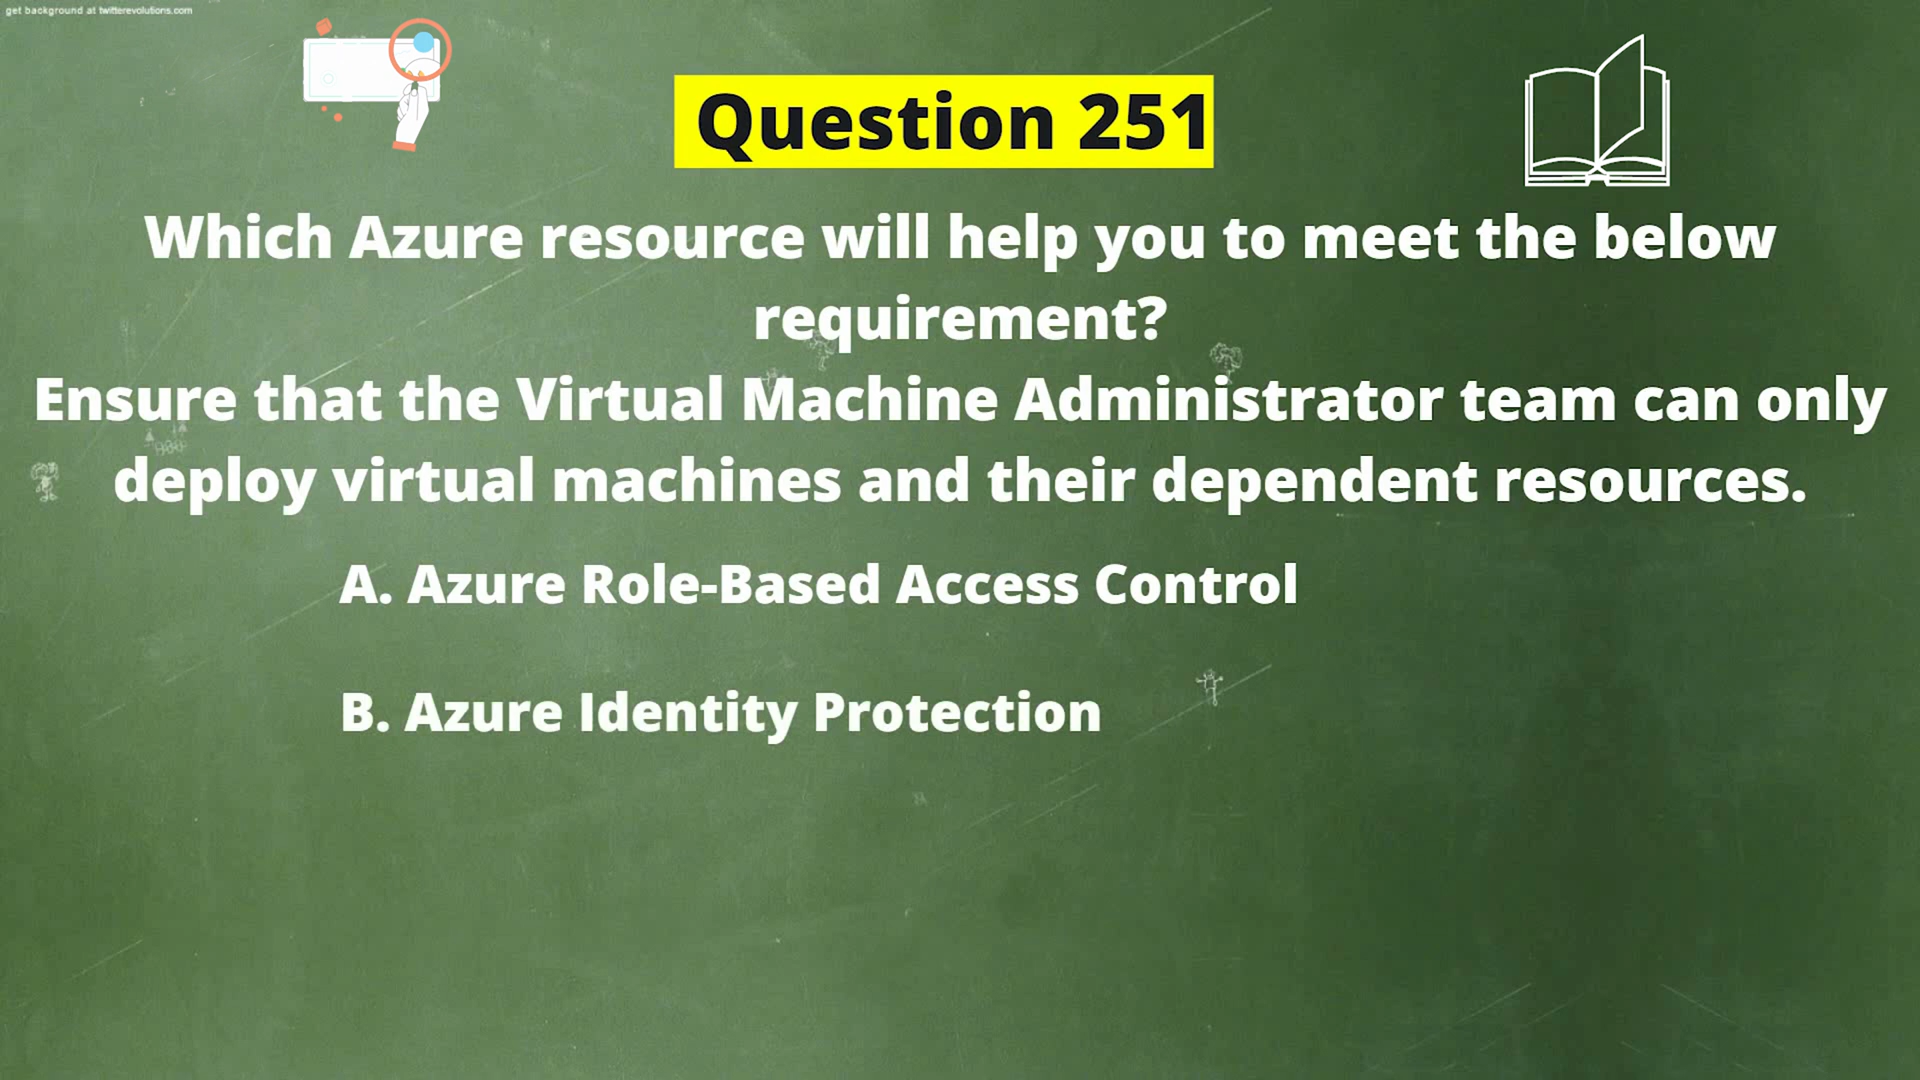 get background at twitterevolutions.com
Question 251
Which Azure resource will help you to meet the below
requirement?
Ensure that the Virtual Machine Administrator team can only
deploy virtual machines and their dependent resources.
A. Azure Role-Based Access Control
B. Azure Identity Protection